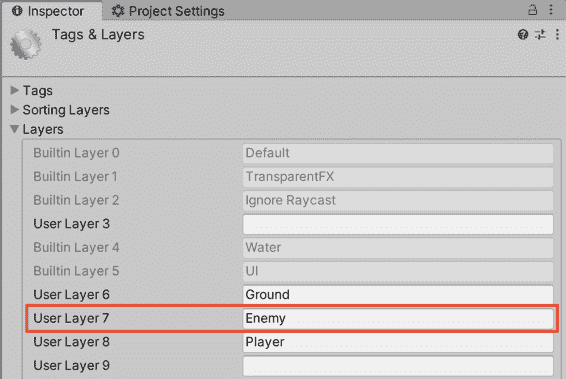 Inspector Project Settings
Tags & Layers
Tags
Sorting Layers
Layers
Builtin Layer 0 Default
Builtin Layer 1 TransparentFX
Builtin Layer 2 Ignore Raycast
User Layer 3
Builtin Layer 4 Water
Builtin Layer 5 UI
User Layer 6 Ground
User Layer 7 Enemy
User Layer 8 Player
User Layer 9